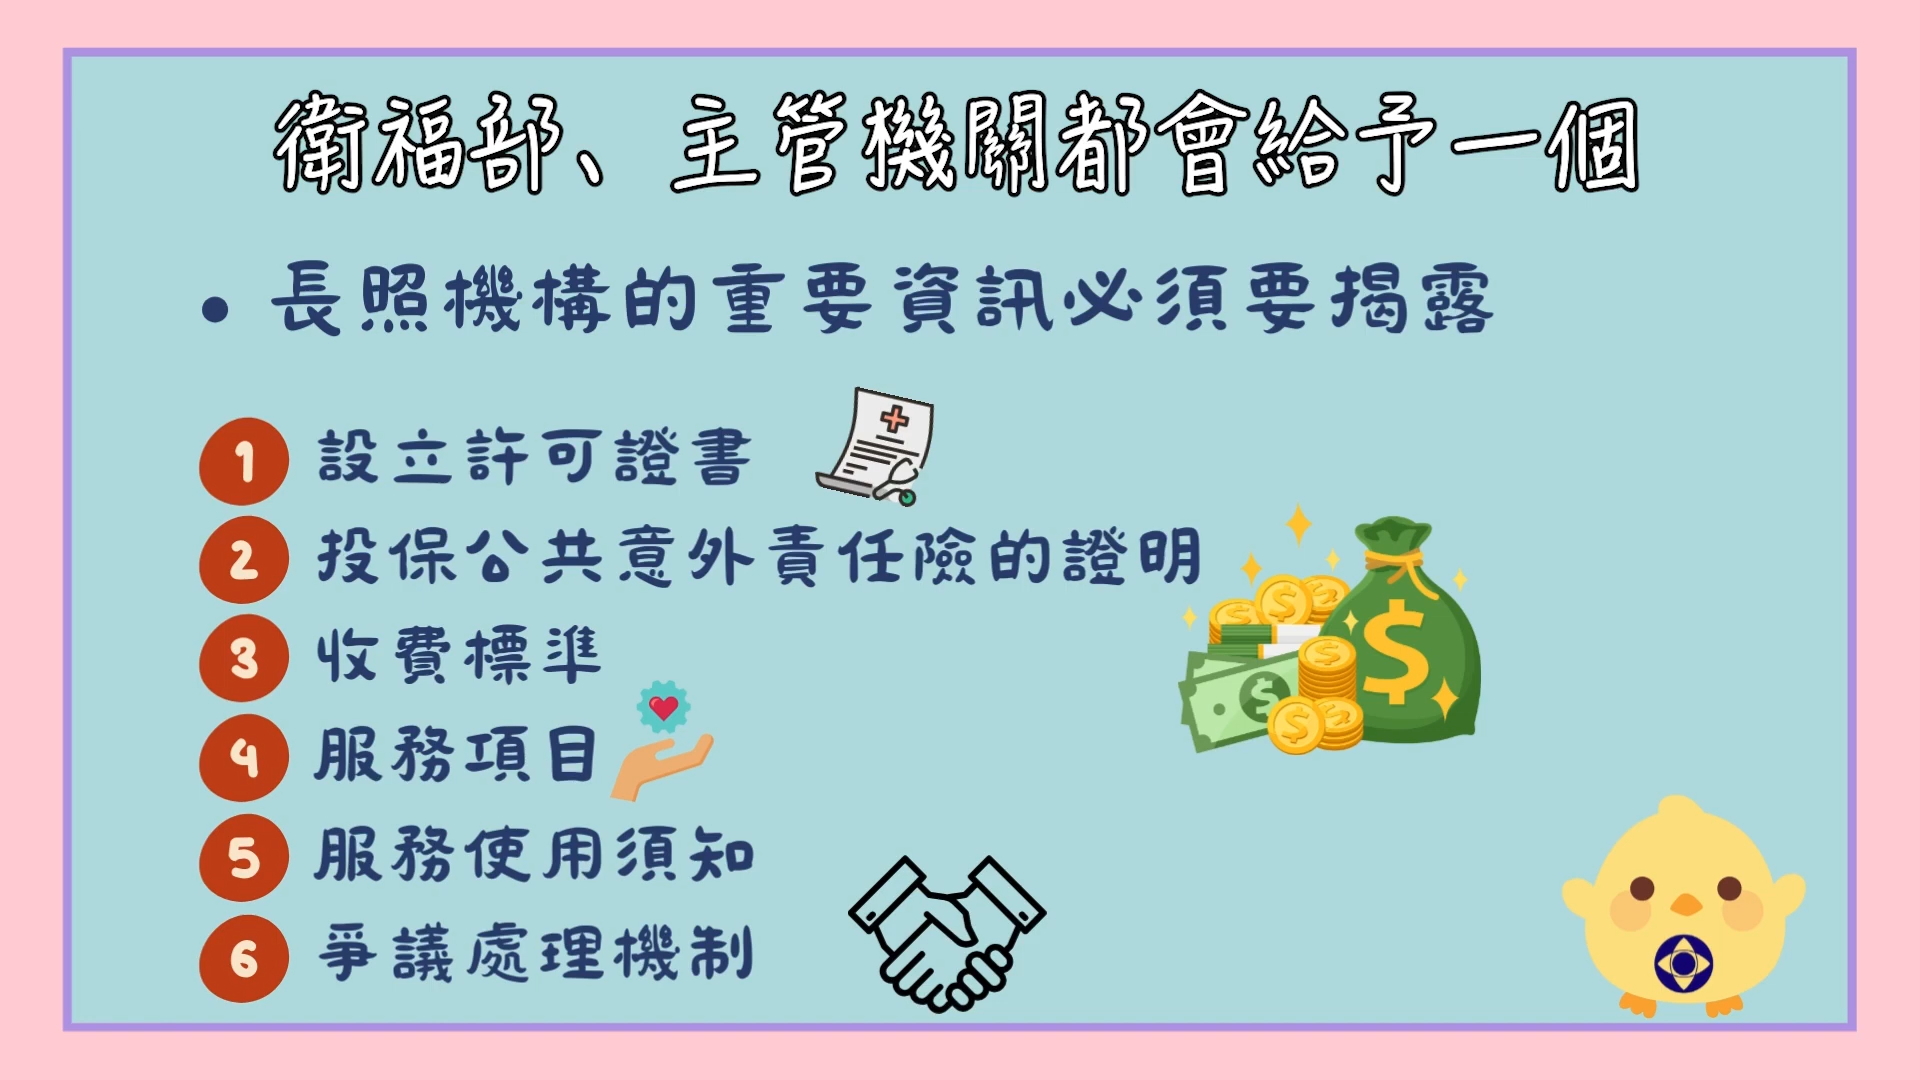 衛福部、主管機關都會給予一個
• 長照機構的重要資訊必須要揭露
1 設立許可證書
2 投保公共意外責任險的證明
3 收費標準
4 服務項目
5 服務使用須知
6 爭議處理機制